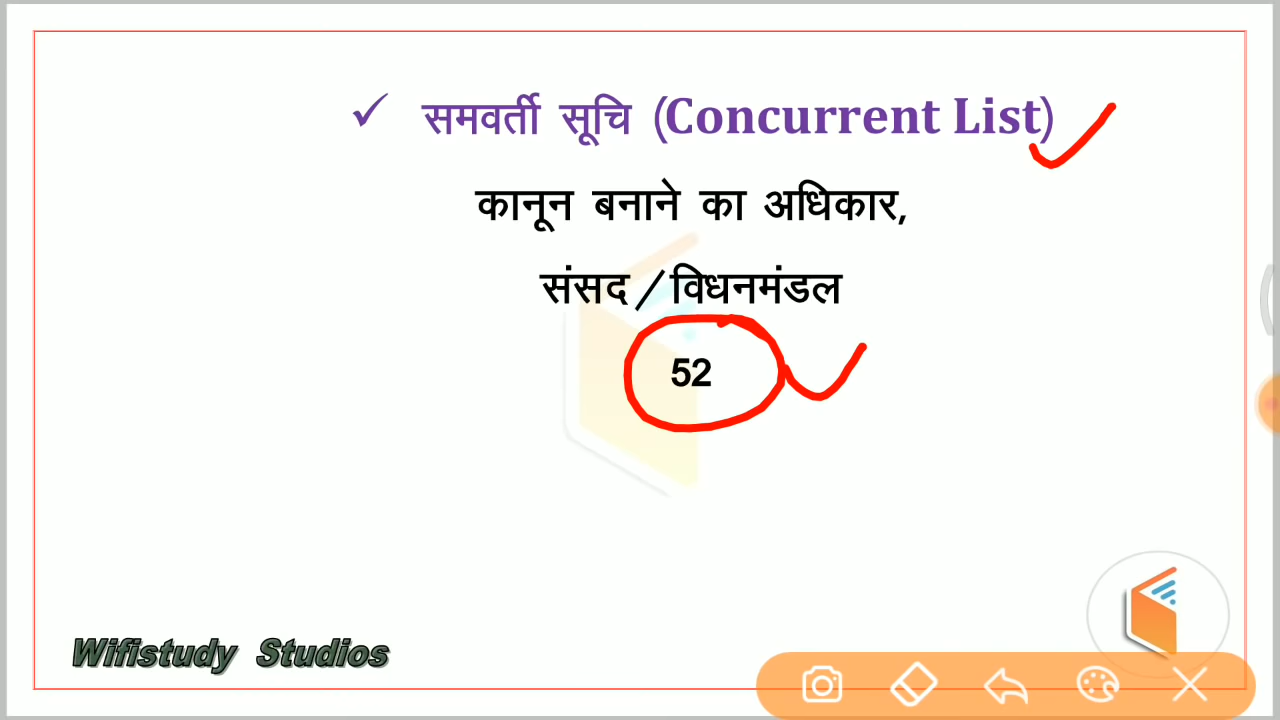 ✓ समवर्ती सूचि (Concurrent List)
कानून बनाने का अधिकार,
संसद/विधनमंडल
52
Wifistudy Studios